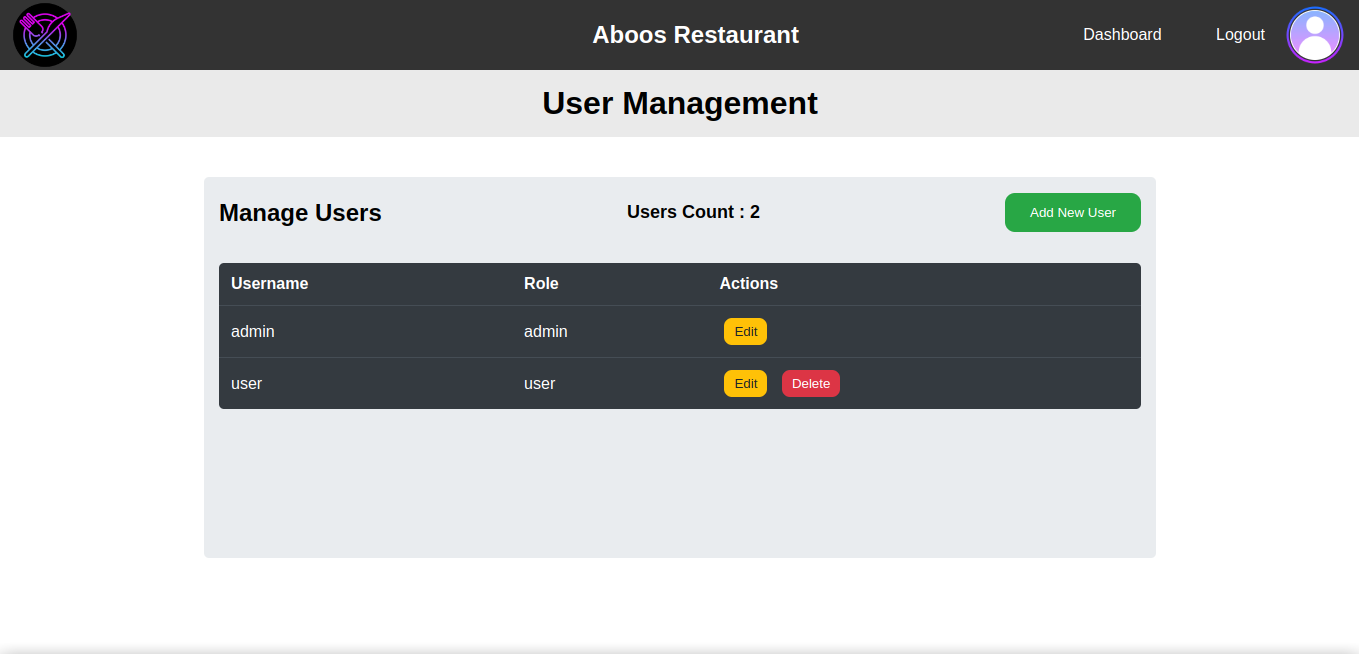 Aboos Restaurant Dashboard Logout
User Management
Manage Users Users Count : 2 Add New User
Username Role Actions
admin admin Edit
user user Edit Delete